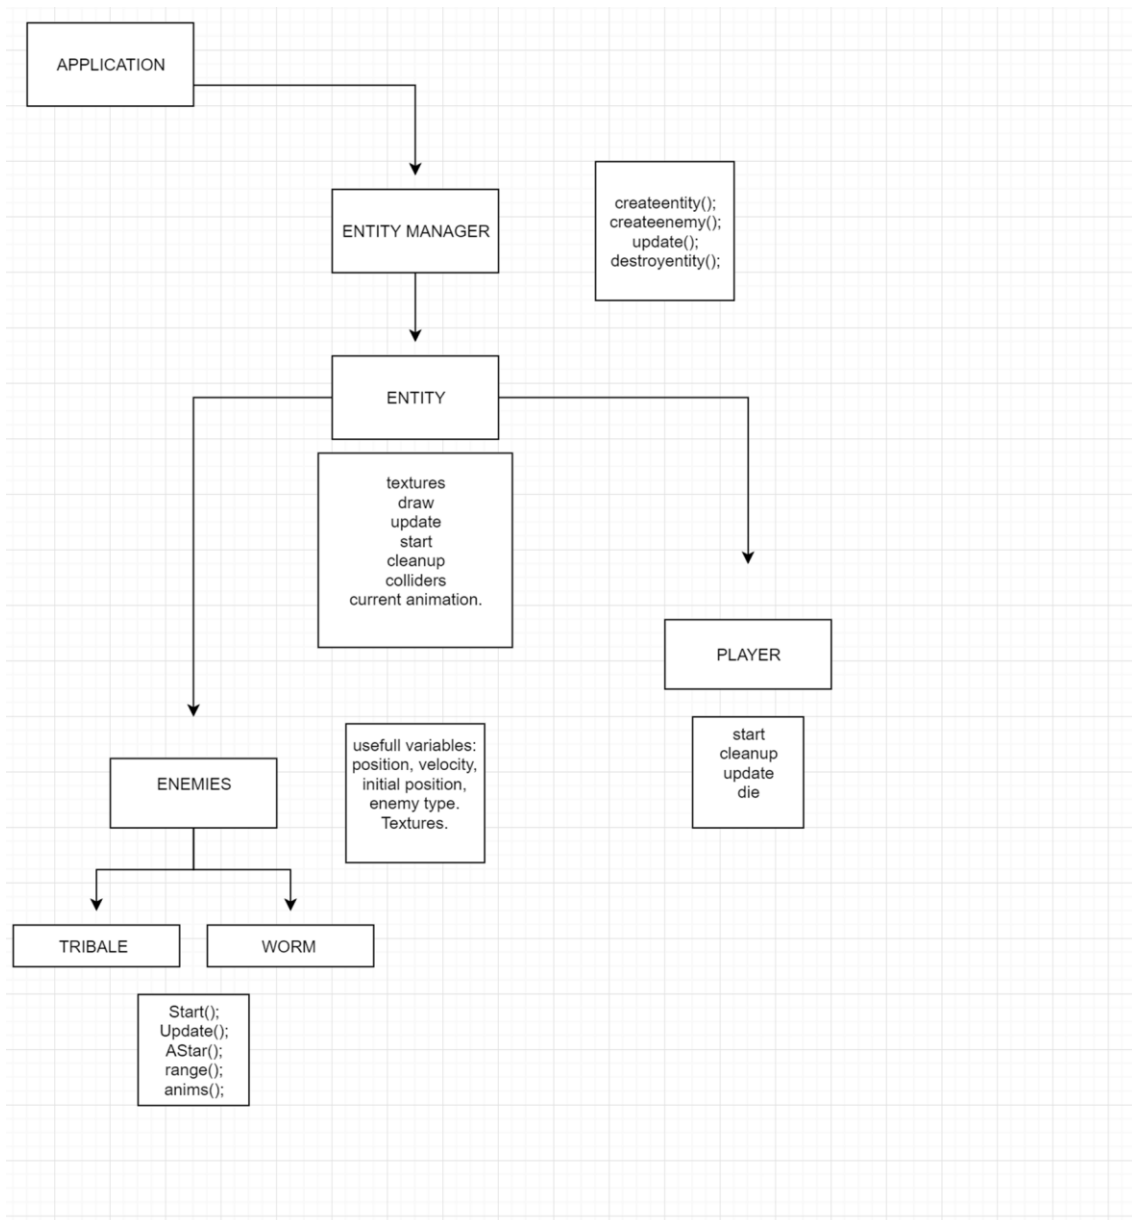 APPLICATION
createentity();
createenemy();
update();
destroyentity();
ENTITY MANAGER
ENTITY
textures
draw
update
start
cleanup
colliders
current animation.
PLAYER
start
cleanup
update
die
usefull variables:
position, velocity,
initial position,
enemy type.
Textures.
ENEMIES
TRIBALE
WORM
Start();
Update();
AStar();
range();
anims();